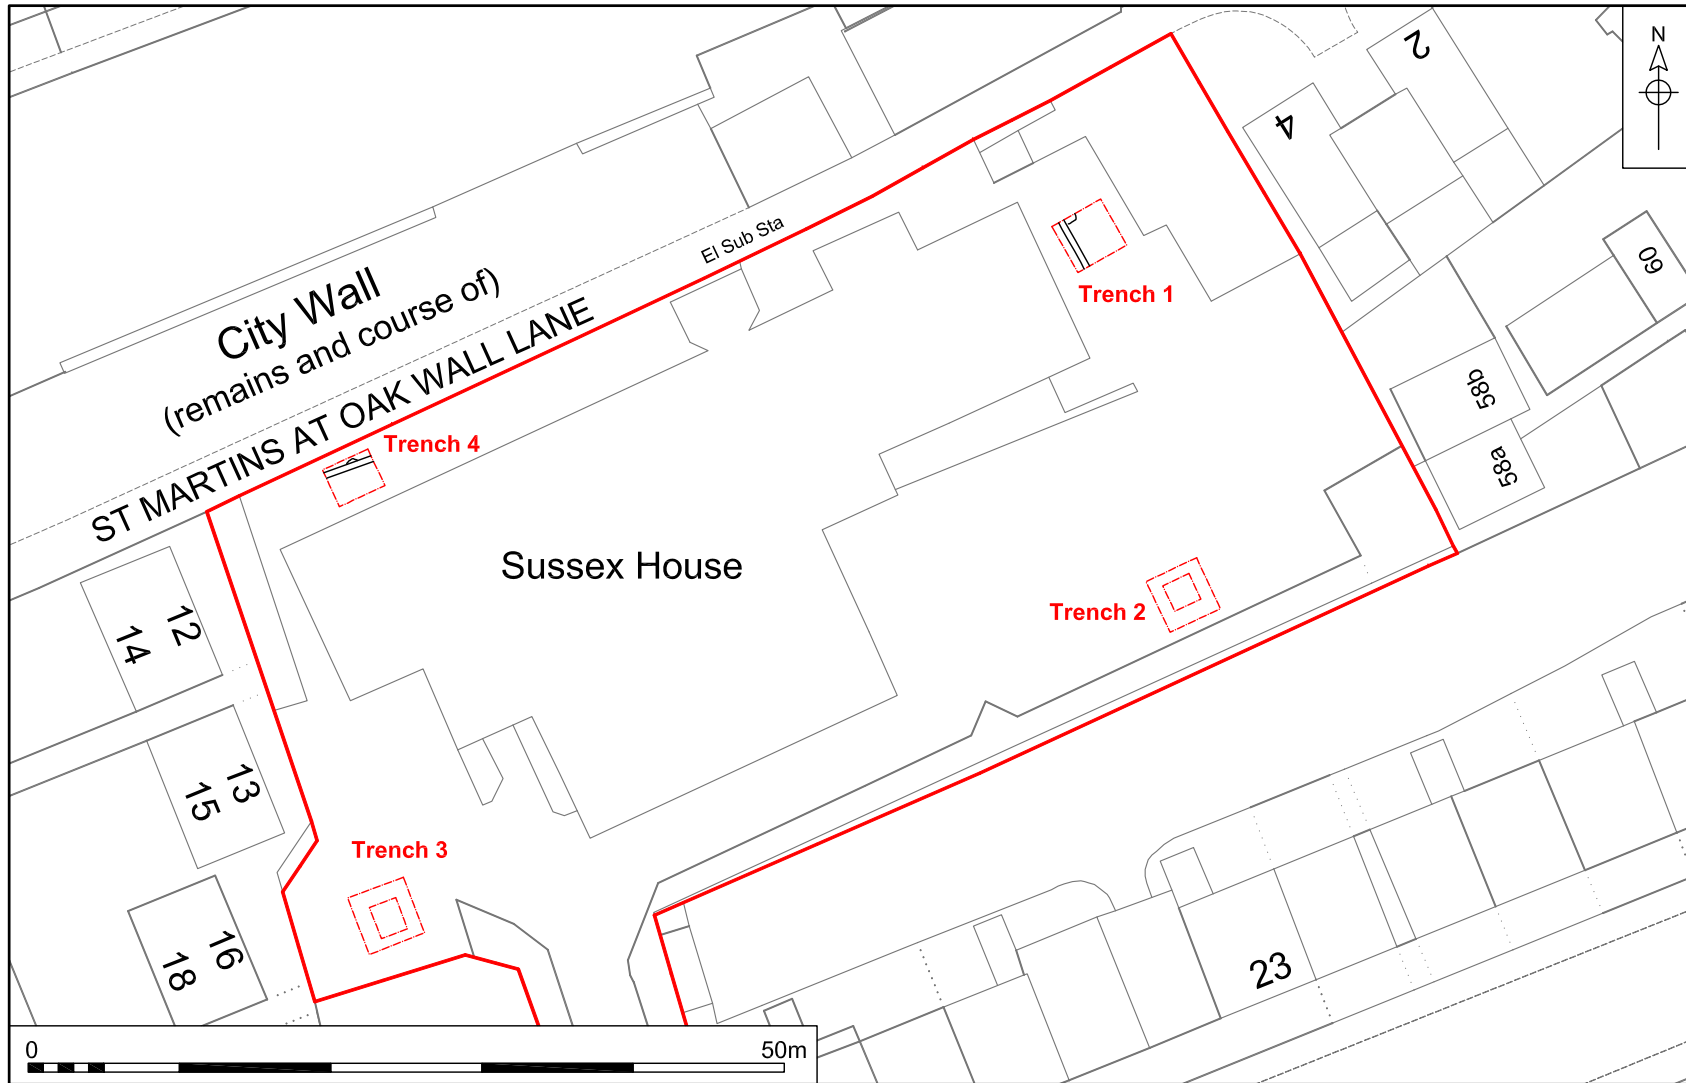 N
2
4
60
El Sub Sta
City Wall
(remains and course of)
ST MARTINS AT OAK WALL LANE
Trench 1
58b
58a
Trench 4
Sussex House
Trench 2
12
14
13
15
Trench 3
16
18
23
0
50m